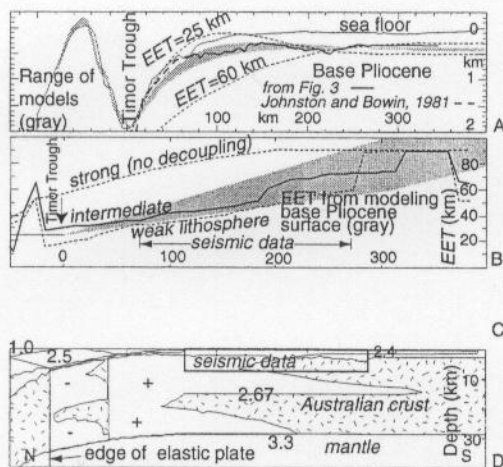 Timor Trough
EET=25 km
sea floor
0
km
Range of
models
(gray)
EET=60 km
Base Pliocene
from Fig. 3
Johnston and Bowin, 1981
1
100
km
200
300
2
A
Timor Trough
strong (no decoupling)
80
intermediate
60
weak lithosphere
EET from modeling
base Pliocene
surface (gray)
40
seismic data
20
EET (km)
0
100
200
300
B
C
1.0
2.5
seismic data
2.4
10
-
+
2.67
Australian crust
Depth (km)
-
+
3.3
30
N
edge of elastic plate
mantle
S
D